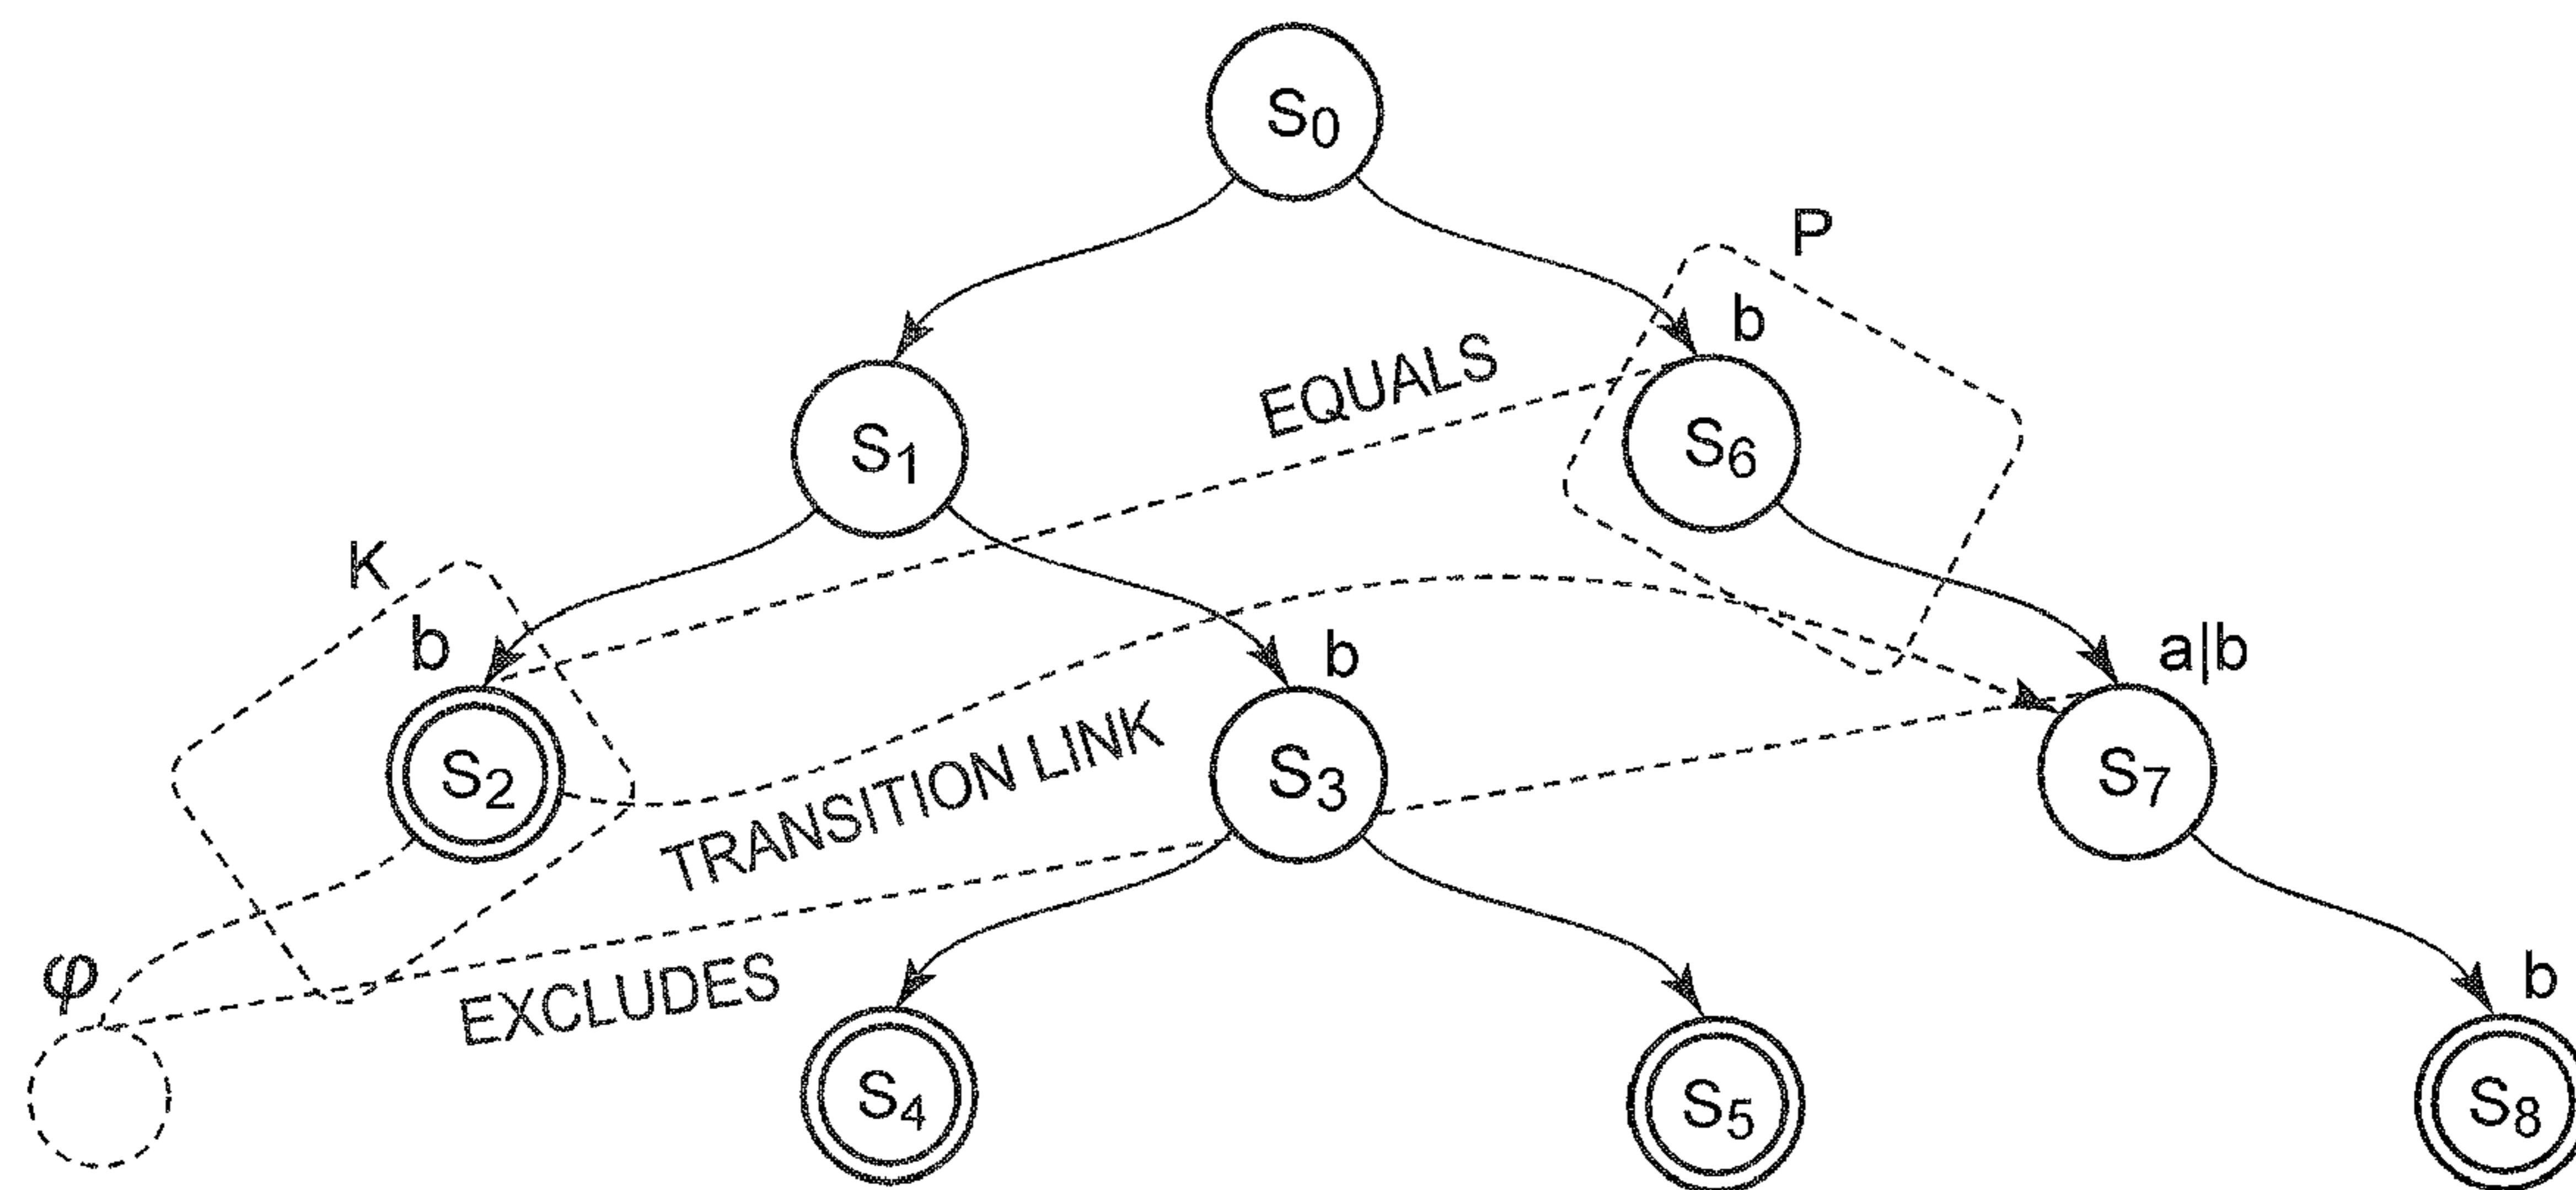 S0
P
b
EQUALS
S1
S6
K
b
b
a|b
S2
TRANSITION LINK
S3
S7
φ
EXCLUDES
b
S4
S5
S8